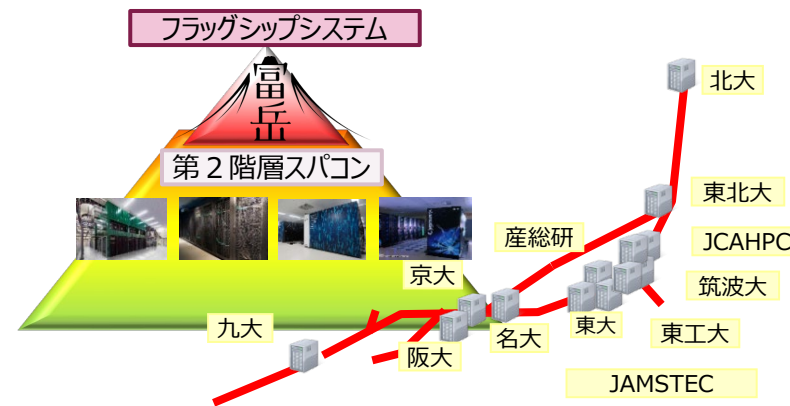 フラッグシップシステム
富岳
第２階層スパコン
北大
東北大
産総研
JCAHPC
京大
筑波大
九大
名大
東大
東工大
阪大
JAMSTEC